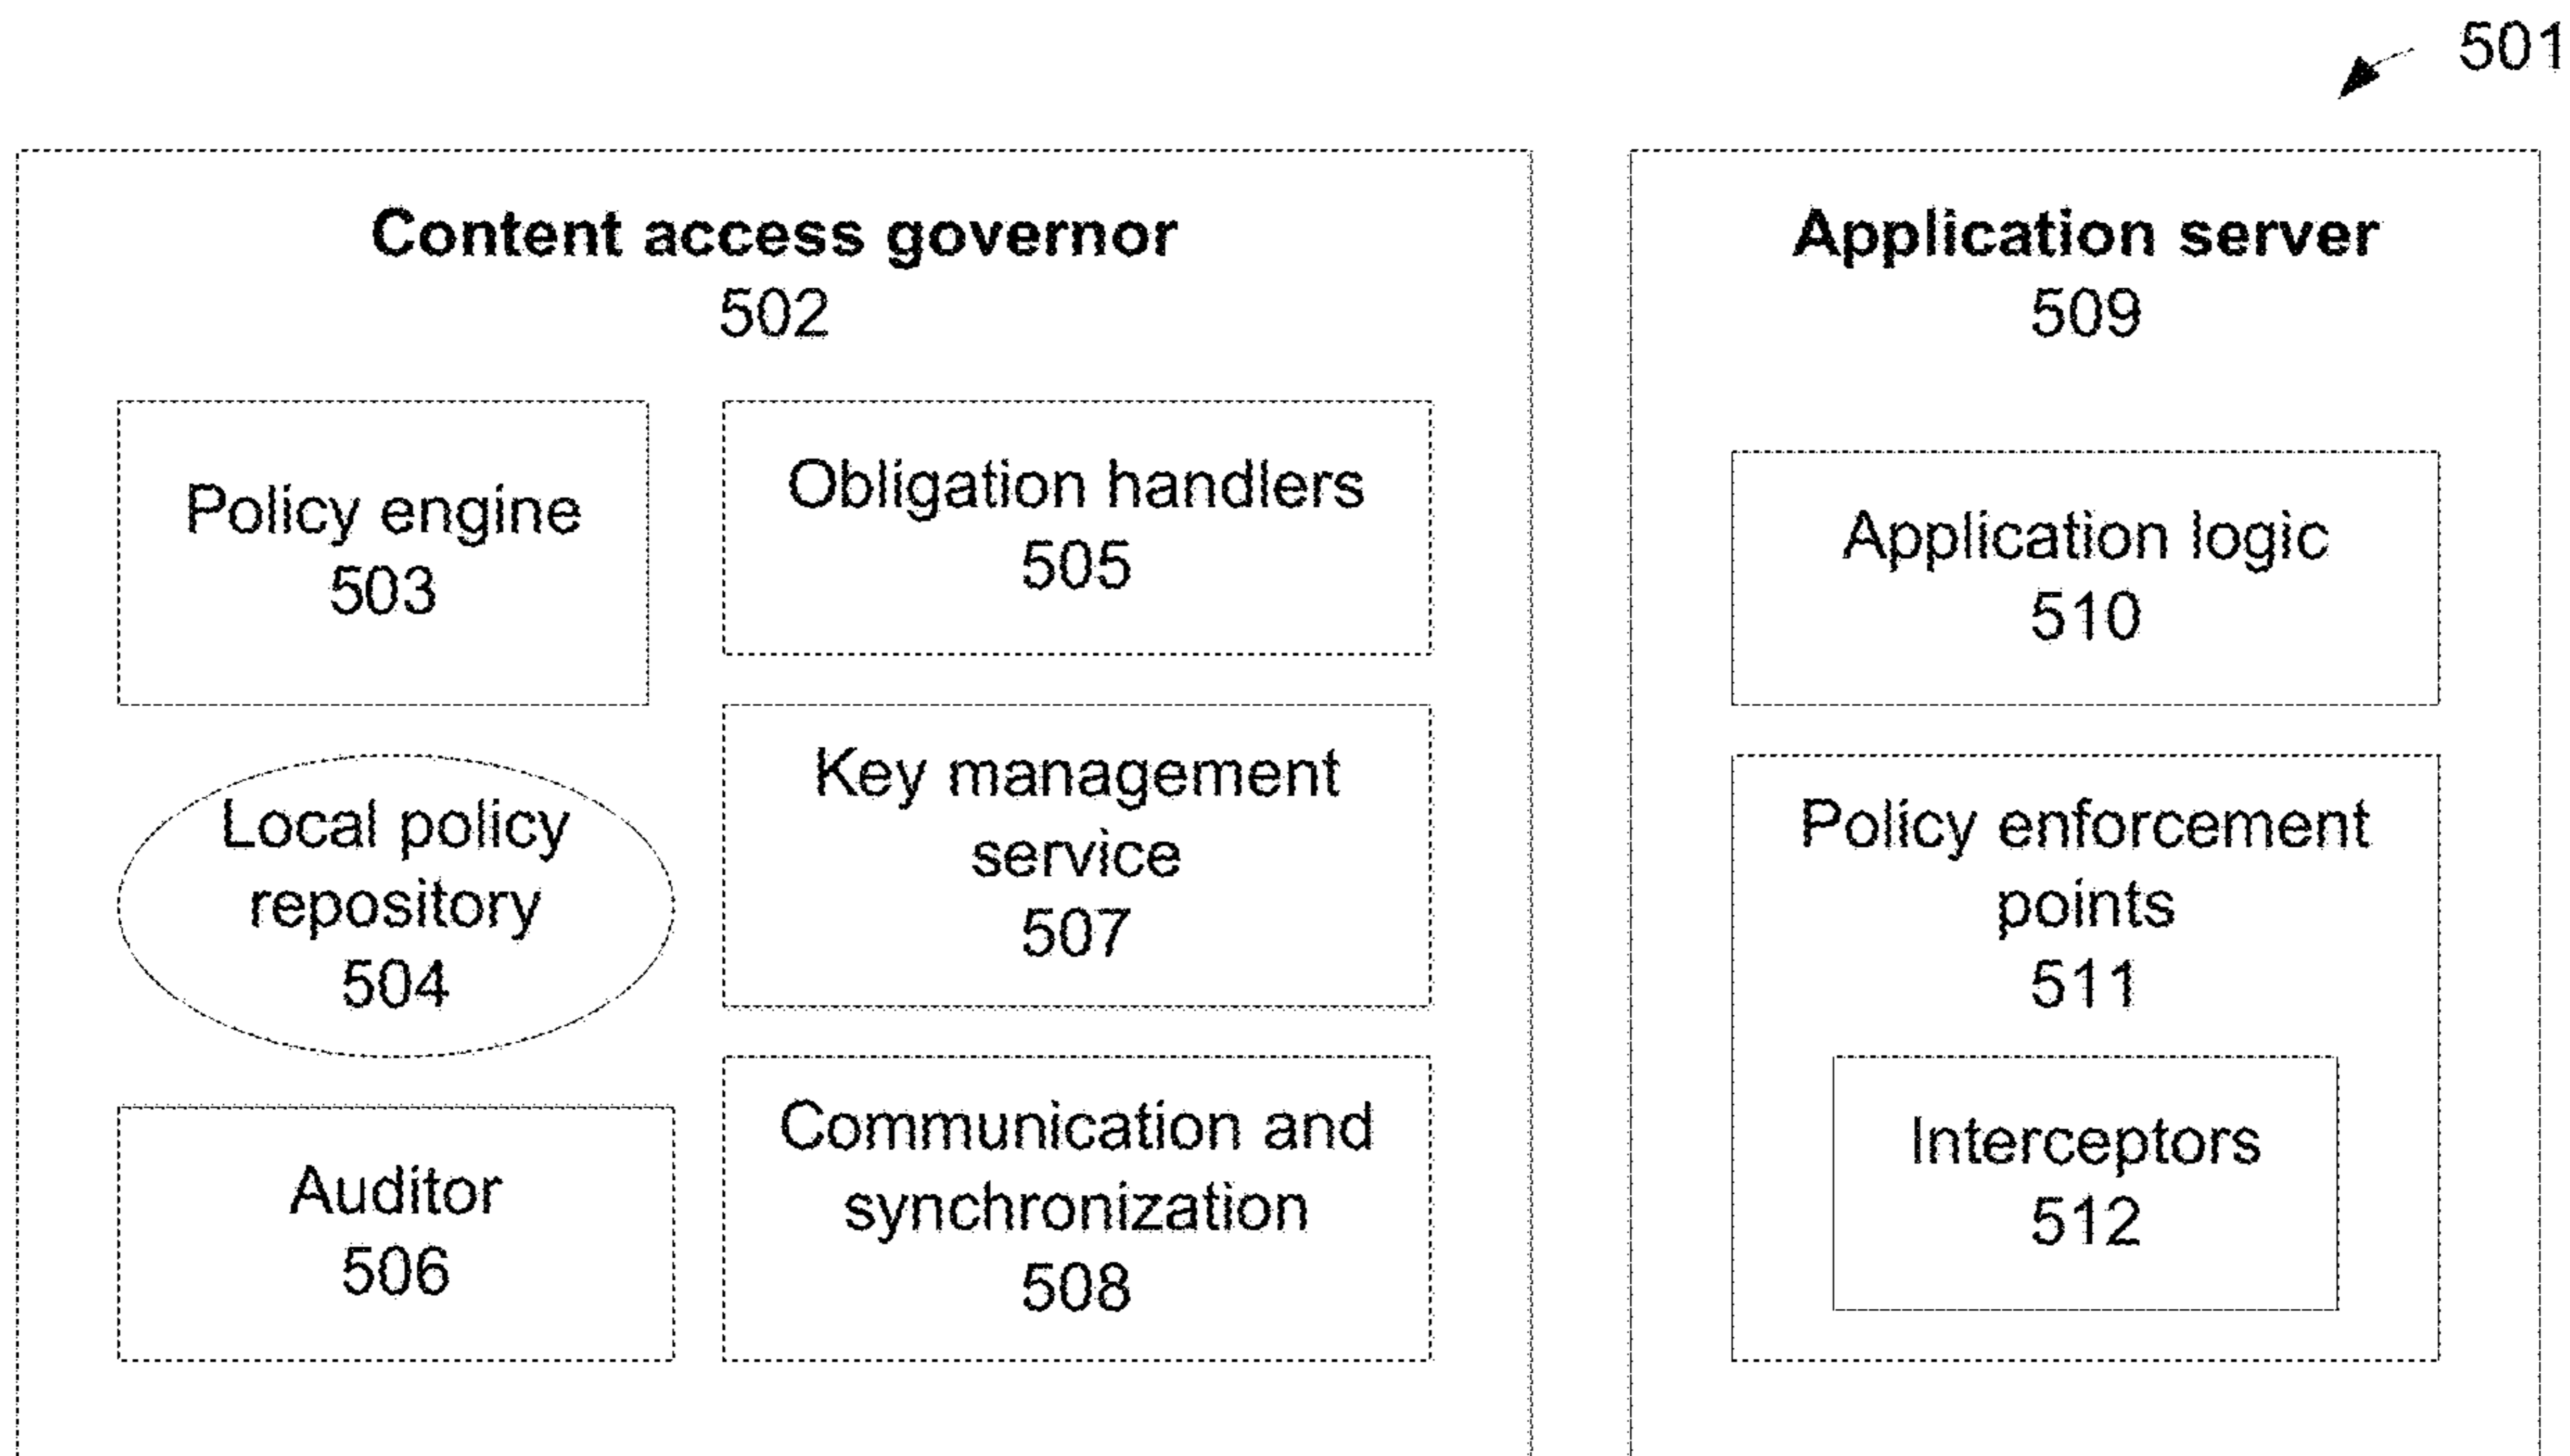 501
Content access governor
502
Policy engine
503
Obligation handlers
505
Local policy
repository
504
Key management
service
507
Auditor
506
Communication and
synchronization
508
Application server
509
Application logic
510
Policy enforcement
points
511
Interceptors
512